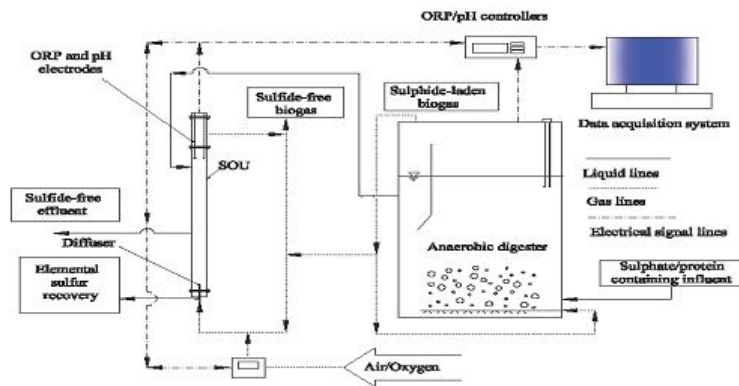 ORP/pH controllers
ORP and pH
electrodes
Sulfide-free
biogas
Sulphide-laden
biogas
Data acquisition system
SOU
Liquid lines
Gas lines
Electrical signal lines
Sulfide-free
effluent
Diffuser
Anaerobic digester
Elemental
sulfur
recovery
Sulphate/protein
containing influent
Air/Oxygen